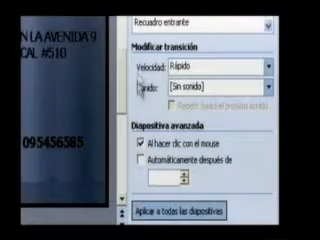 N LA AVENIDA 9
CAL #510
095456585
Recuadro entrante
Modificar transición
Velocidad: Rápido
[Sin sonido]
Repetir hasta el próximo sonido
Diapositiva avanzada
Al hacer clic con el mouse
Automáticamente después de
Aplicar a todas las diapositivas